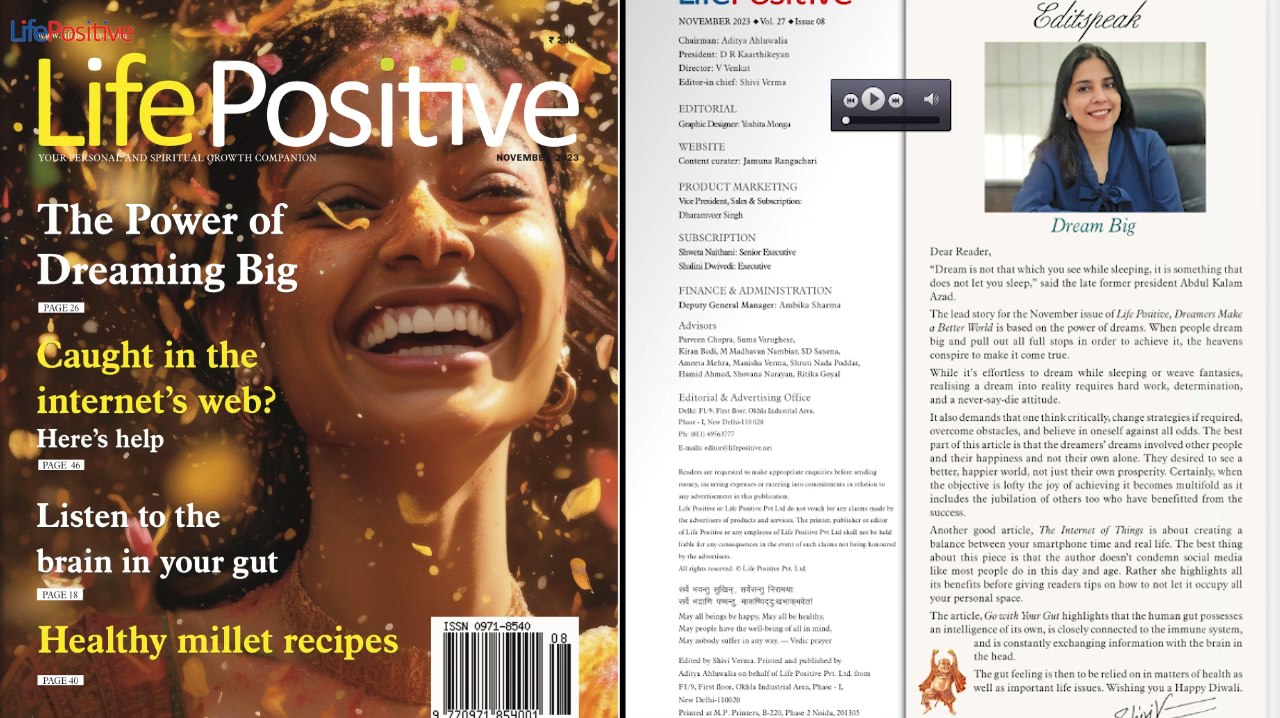 LifePositive
₹ 200
LifePositive
YOUR PERSONAL AND SPIRITUAL GROWTH COMPANION
NOVEMBER 2023
The Power of
Dreaming Big
PAGE 26
Caught in the
internet's web?
Here's help
PAGE 46
Listen to the
brain in your gut
PAGE 18
Healthy millet recipes
PAGE 40
ISSN 0971-8540
08
9 770971 854001
LifePositive
NOVEMBER 2023 ◆ Vol. 27 ◆ Issue 08
Chairman: Aditya Ahluwalia
President: D R Kaarthikeyan
Director: V Venkat
Editor-in chief: Shivi Verma
EDITORIAL
Graphic Designer: Yoshita Monga
WEBSITE
Content curater: Jamuna Rangachari
PRODUCT MARKETING
Vice President, Sales & Subscription:
Dharamveer Singh
SUBSCRIPTION
Shweta Naithani: Senior Executive
Shalini Dwivedi: Executive
FINANCE & ADMINISTRATION
Deputy General Manager: Ambika Sharma
Advisors
Parveen Chopra, Suma Varughese,
Kiran Bedi, M Madhavan Nambiar, SD Saxena,
Ameeta Mehra, Manisha Verma, Shruti Nada Poddar,
Hamid Ahmed, Shovana Narayan, Ritika Goyal
Editorial & Advertising Office
Delhi: F1/9, First floor, Okhla Industrial Area,
Phase - I, New Delhi-110 020
Ph: (011) 49563777
E-mails: editor@lifepositive.net
Readers are requested to make appropriate enquiries before sending
money, incurring expenses or entering into commitments in relation to
any advertisement in this publication.
Life Positive or Life Positive Pvt Ltd do not vouch for any claims made by
the advertisers of products and services. The printer, publisher or editor
of Life Positive or any employee of Life Positive Pvt Ltd shall not be held
liable for any consequences in the event of such claims not being honoured
by the advertisers.
All rights reserved. © Life Positive Pvt. Ltd.
सर्वे भवन्तु सुखिनः, सर्वेसन्तु निरामयाः
सर्वे भद्राणि पश्यन्तु,
May all beings be happy, May all be healthy,
May people have the well-being of all in mind,
May nobody suffer in any way. — Vedic prayer
Edited by Shivi Verma. Printed and published by
Aditya Ahluwalia on behalf of Life Positive Pvt. Ltd. from
F1/9, First floor, Okhla Industrial Area, Phase - I,
New Delhi-110020
Printed at M.P. Printers, B-220, Phase 2 Noida, 201305
Editspeak
Dream Big
Dear Reader,
“Dream is not that which you see while sleeping, it is something that
does not let you sleep,” said the late former president Abdul Kalam
Azad.
The lead story for the November issue of Life Positive, Dreamers Make
a Better World is based on the power of dreams. When people dream
big and pull out all full stops in order to achieve it, the heavens
conspire to make it come true.
While it's effortless to dream while sleeping or weave fantasies,
realising a dream into reality requires hard work, determination,
and a never-say-die attitude.
It also demands that one think critically, change strategies if required,
overcome obstacles, and believe in oneself against all odds. The best
part of this article is that the dreamers' dreams involved other people
and their happiness and not their own alone. They desired to see a
better, happier world, not just their own prosperity. Certainly, when
the objective is lofty the joy of achieving it becomes multifold as it
includes the jubilation of others too who have benefitted from the
success.
Another good article, The Internet of Things is about creating a
balance between your smartphone time and real life. The best thing
about this piece is that the author doesn't condemn social media
like most people do in this day and age. Rather she highlights all
its benefits before giving readers tips on how to not let it occupy all
your personal space.
The article, Go with Your Gut highlights that the human gut possesses
an intelligence of its own, is closely connected to the immune system,
and is constantly exchanging information with the brain in
the head.
The gut feeling is then to be relied on in matters of health as
well as important life issues. Wishing you a Happy Diwali.